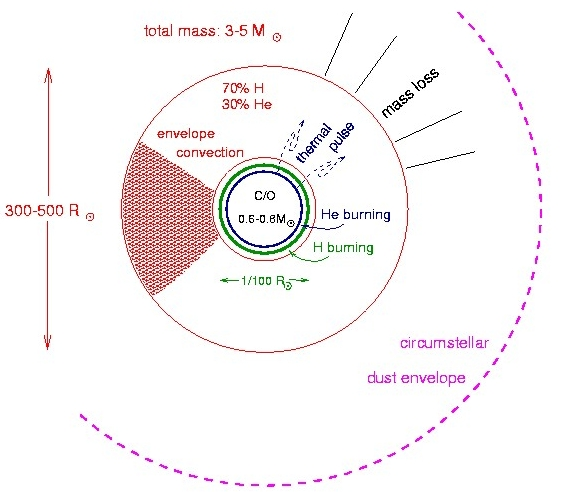 total mass: 3-5 M ⊙
70% H
30% He
mass loss
envelope
convection
thermal
pulse
C/O
300-500 R ⊙
0.6-0.8M⊙
He burning
H burning
1/100 R⊙
circumstellar
dust envelope